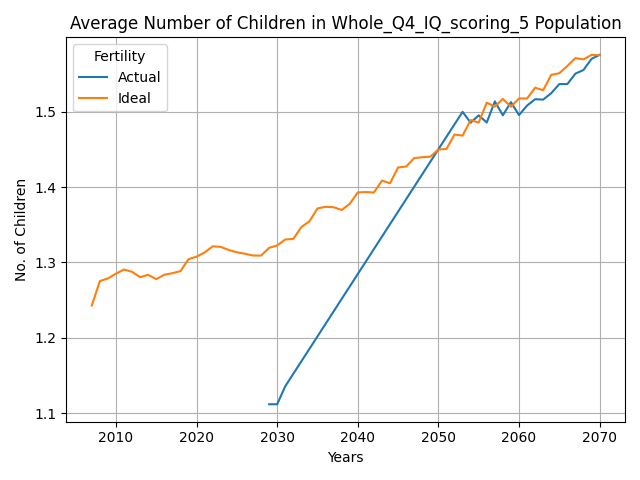 Average Number of Children in Whole_Q4_IQ_scoring_5 Population
Fertility
Actual
Ideal
No. of Children
1.5
1.4
1.3
1.2
1.1
2010 2020 2030 2040 2050 2060 2070
Years